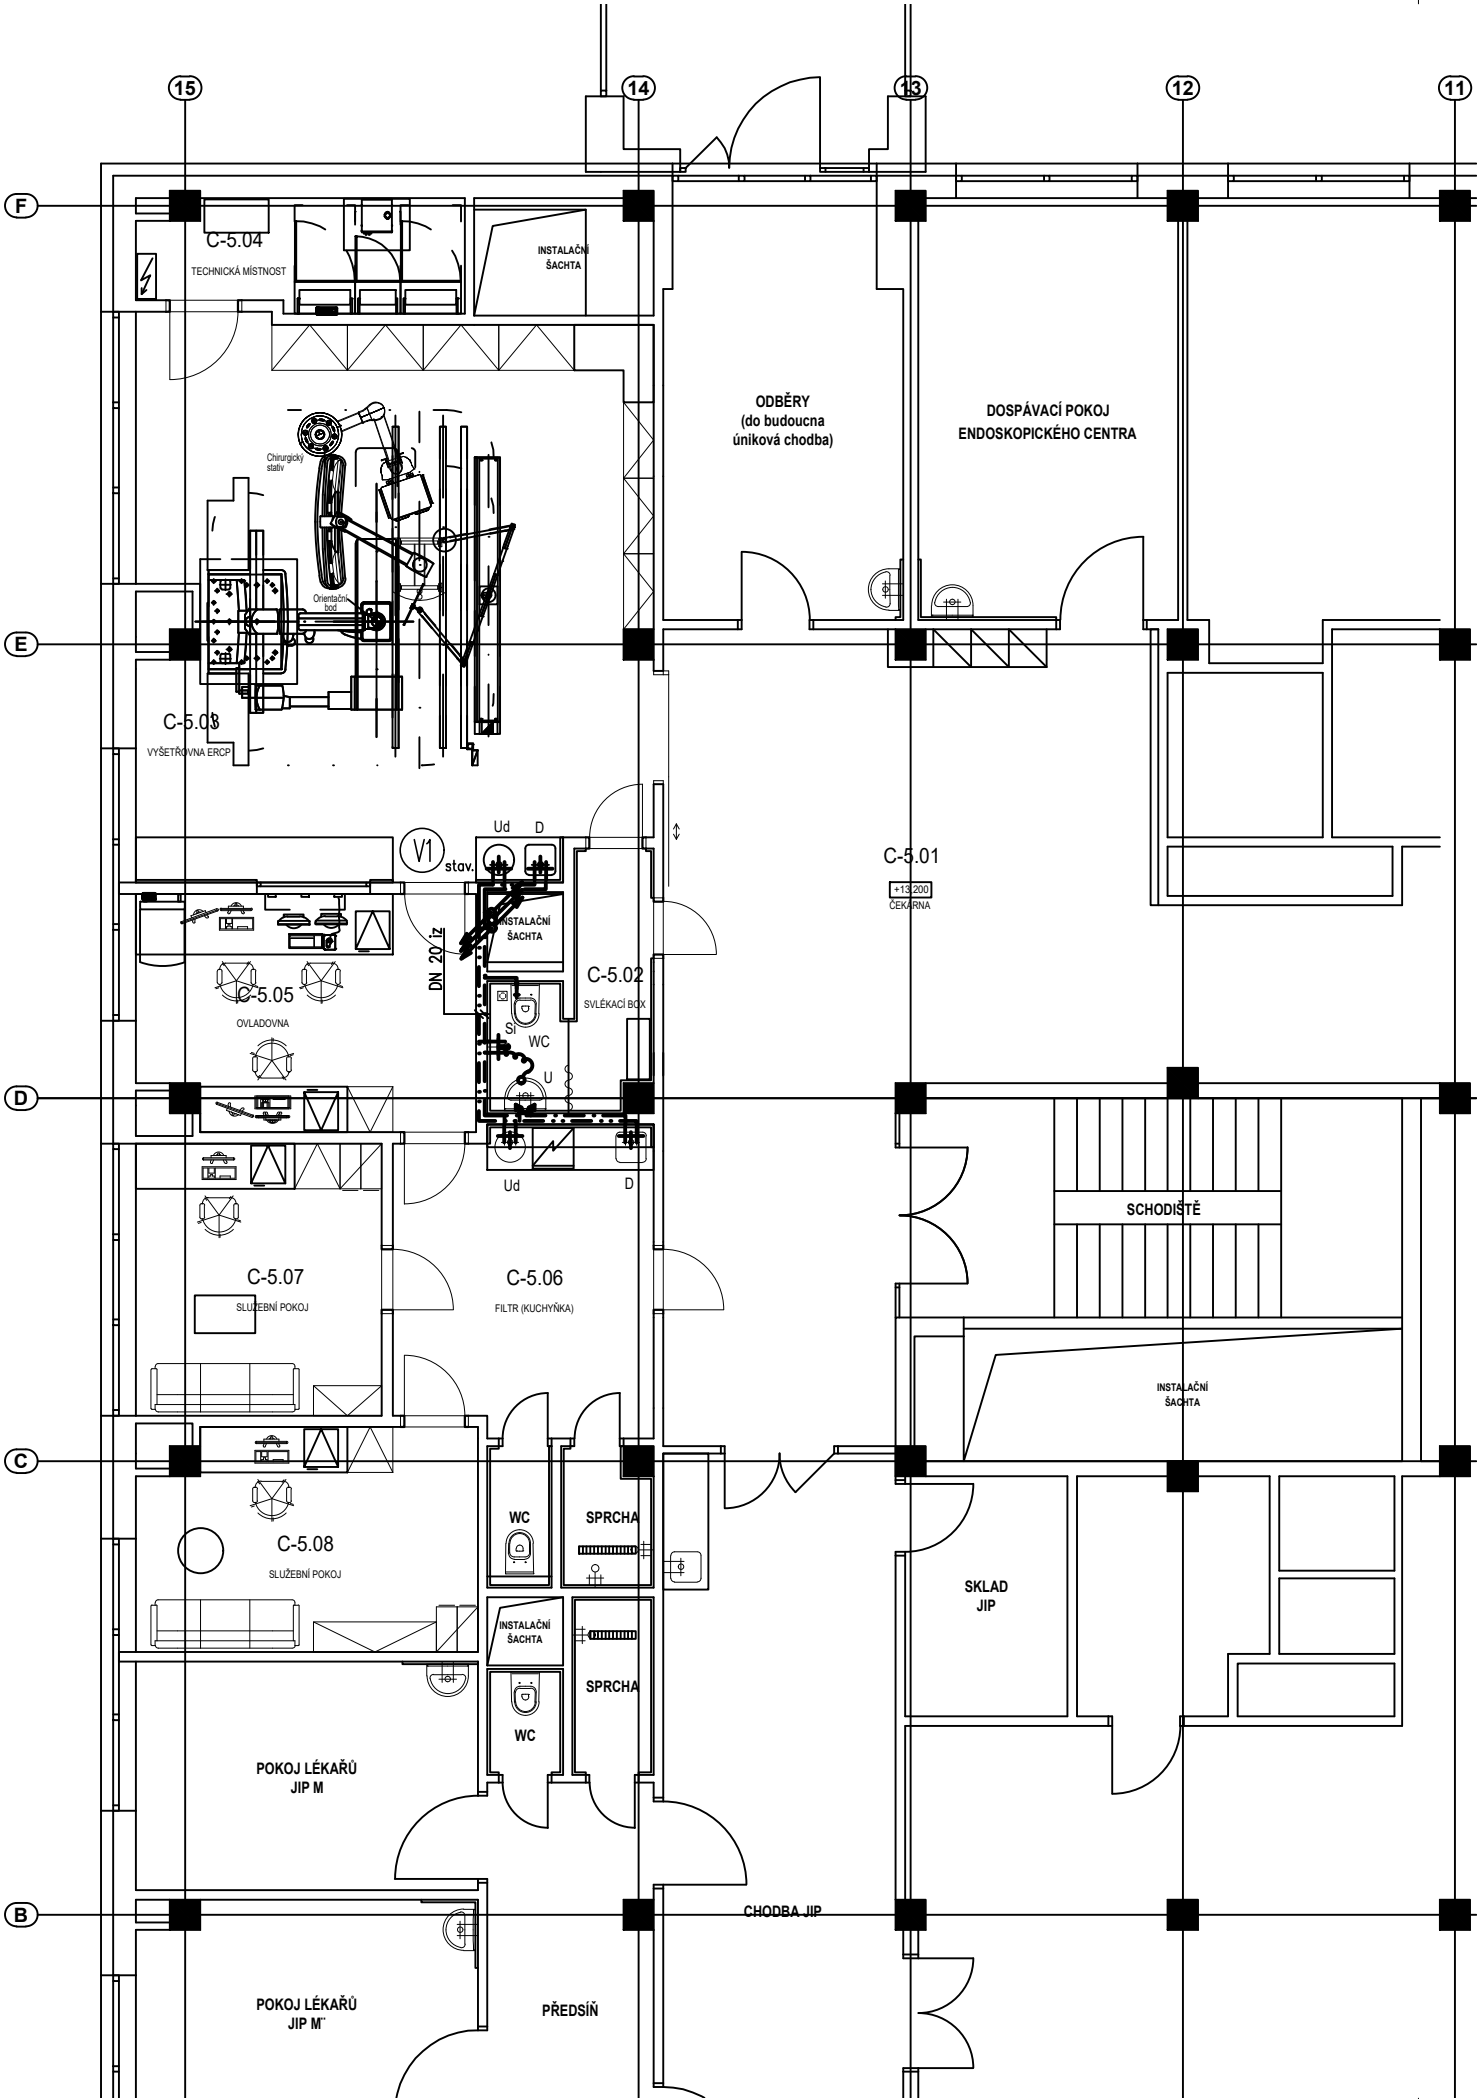 15
14
13
12
11
F
C-5.04
TECHNICKÁ MÍSTNOST
INSTALAČNÍ
ŠACHTA
ODBĚRY
(do budoucna
úniková chodba)
DOSPÁVACÍ POKOJ
ENDOSKOPICKÉHO CENTRA
Chirurgický
stativ
Orientační
bod
E
C-5.03
VYŠETŘOVNA ERCP
V1
stav.
Ud
D
C-5.01
+13,200
ČEKÁRNA
INSTALAČNÍ
ŠACHTA
DN 20 iz
C-5.02
SVLÉKACÍ BOX
C-5.05
OVLADOVNA
Si
WC
U
D
Ud
D
SCHODIŠTĚ
C-5.07
SLUŽEBNÍ POKOJ
C-5.06
FILTR (KUCHYŇKA)
INSTALAČNÍ
ŠACHTA
C
WC
SPRCHA
C-5.08
SLUŽEBNÍ POKOJ
SKLAD
JIP
INSTALAČNÍ
ŠACHTA
SPRCHA
WC
POKOJ LÉKAŘŮ
JIP M
B
CHODBA JIP
POKOJ LÉKAŘŮ
JIP M¨
PŘEDSÍŇ